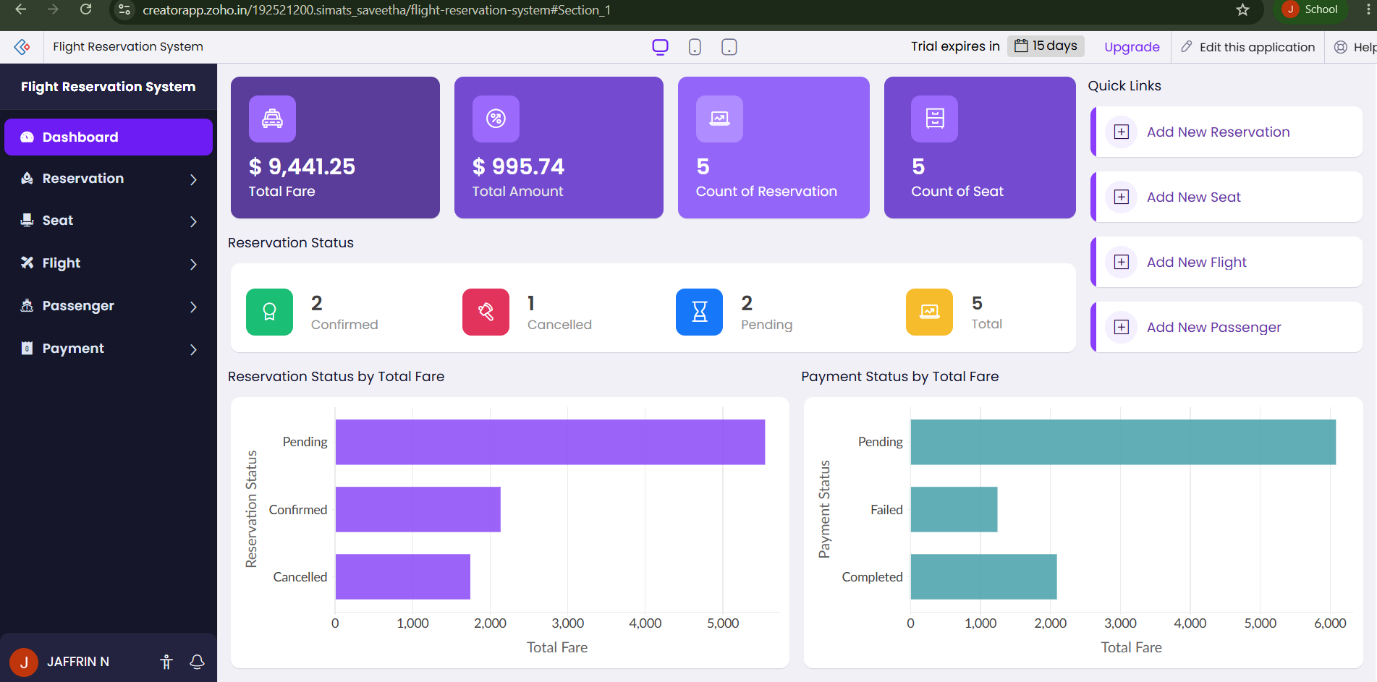 creatorapp.zoho.in/192521200.simats_saveetha/flight-reservation-system#Section_1
J School
Flight Reservation System
Trial expires in 15 days Upgrade Edit this application Help
Flight Reservation System
Dashboard
Reservation
Seat
Flight
Passenger
Payment
J JAFFRIN N
$ 9,441.25
Total Fare
$ 995.74
Total Amount
5
Count of Reservation
5
Count of Seat
Quick Links
Add New Reservation
Add New Seat
Add New Flight
Add New Passenger
Reservation Status
2
Confirmed
1
Cancelled
2
Pending
5
Total
Reservation Status by Total Fare
Reservation Status
Pending
Confirmed
Cancelled
0 1,000 2,000 3,000 4,000 5,000
Total Fare
Payment Status by Total Fare
Payment Status
Pending
Failed
Completed
0 1,000 2,000 3,000 4,000 5,000 6,000
Total Fare